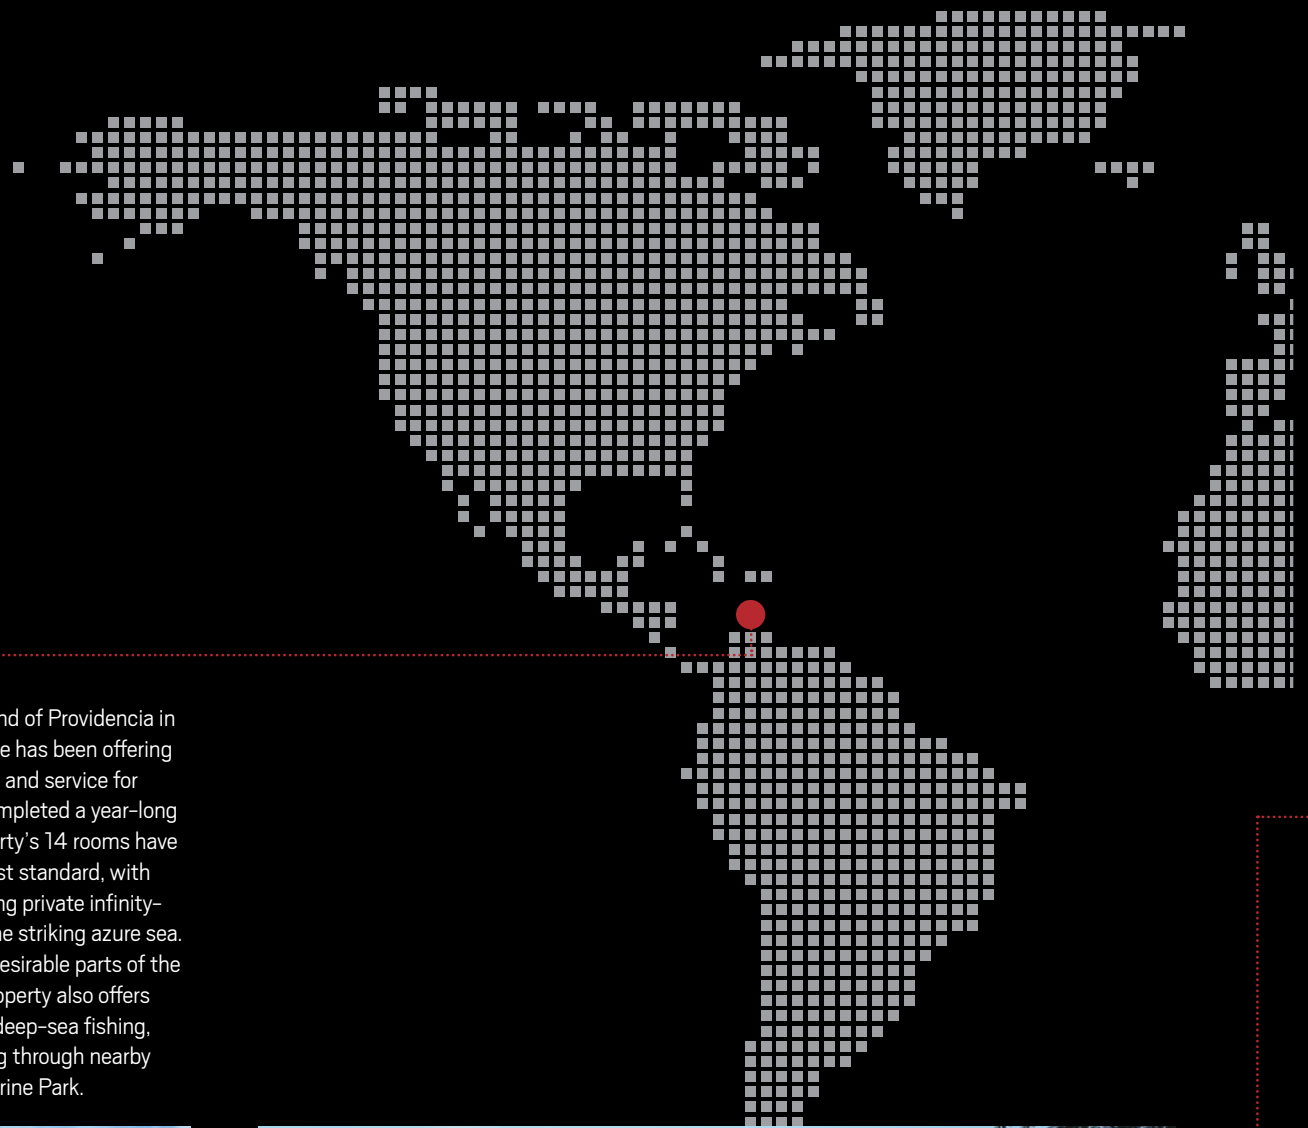 nd of Providencia in
e has been offering
and service for
mpleted a year-long
rty's 14 rooms have
st standard, with
ng private infinity-
ne striking azure sea.
esirable parts of the
operty also offers
deep-sea fishing,
g through nearby
rine Park.